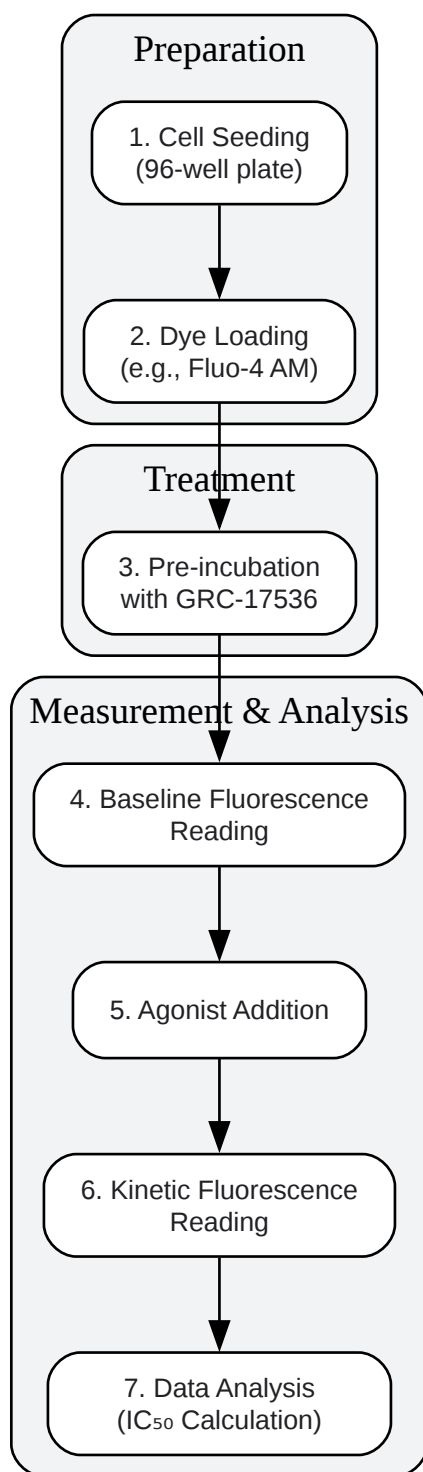 Preparation
1. Cell Seeding
(96-well plate)
2. Dye Loading
(e.g., Fluo-4 AM)
Treatment
3. Pre-incubation
with GRC-17536
Measurement & Analysis
4. Baseline Fluorescence
Reading
5. Agonist Addition
6. Kinetic Fluorescence
Reading
7. Data Analysis
(IC₅₀ Calculation)